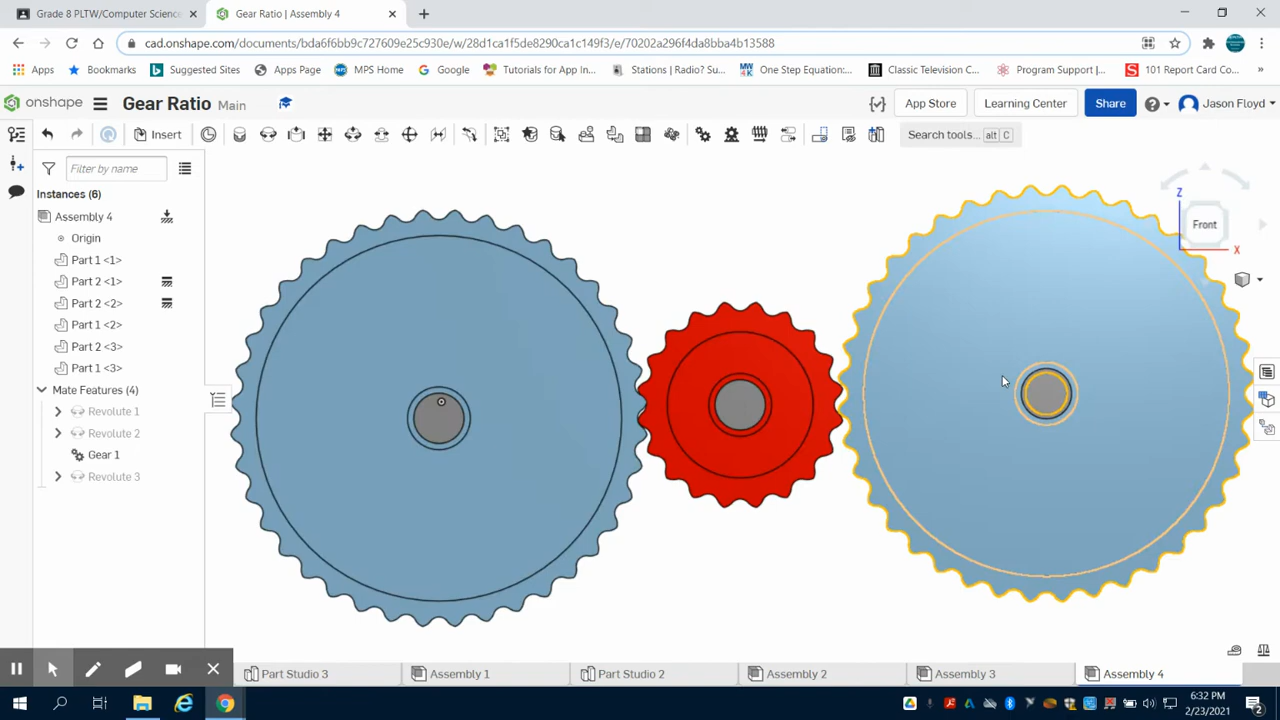 Grade 8 PLTW/Computer Science
Gear Ratio | Assembly 4
cad.onshape.com/documents/bda6f6bb9c727609e25c930e/w/28d1ca1f5de8290ca1c149f3/e/70202a296f4da8bba4b13588
Apps Bookmarks Suggested Sites Apps Page MPS Home Google Tutorials for App In... Stations | Radio? Su... One Step Equation:... Classic Television C... Program Support |... 101 Report Card Co... »
onshape Gear Ratio Main App Store Learning Center Share Jason Floyd
Insert Search tools... alt C
Filter by name
Instances (6)
Assembly 4
Origin
Part 1 <1>
Part 2 <1>
Part 2 <2>
Part 1 <2>
Part 2 <3>
Part 1 <3>
Mate Features (4)
Revolute 1
Revolute 2
Gear 1
Revolute 3
Z
Front
X
Part Studio 3 Assembly 1 Part Studio 2 Assembly 2 Assembly 3 Assembly 4
6:32 PM
2/23/2021
2